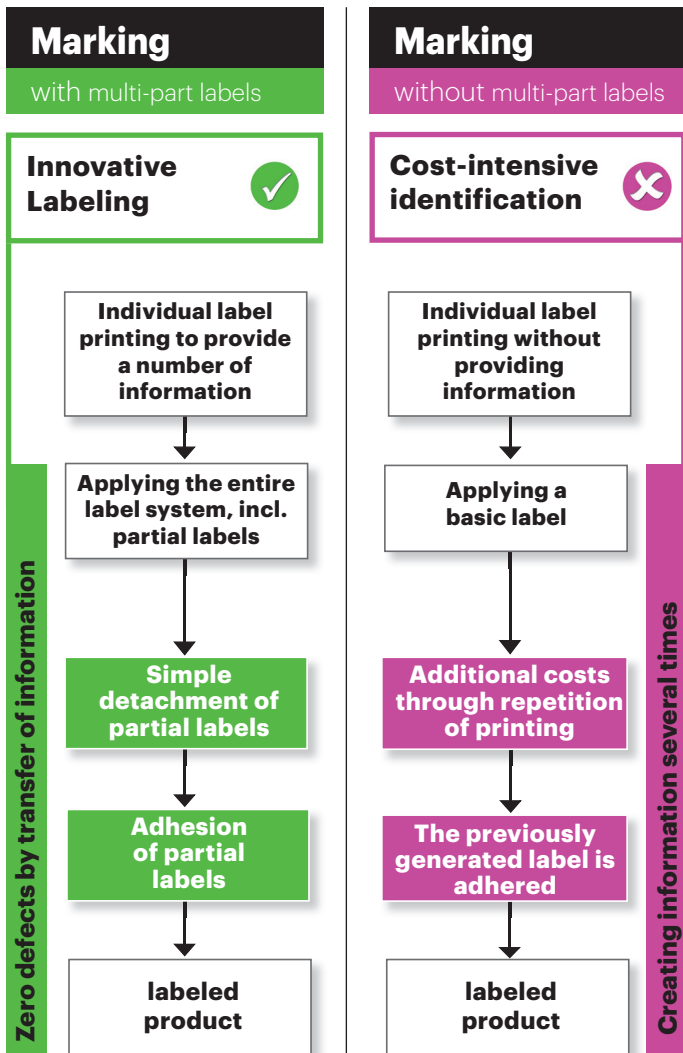 Marking
with multi-part labels
Innovative
Labeling
Individual label
printing to provide
a number of
information
Applying the entire
label system, incl.
partial labels
Simple
detachment of
partial labels
Adhesion
of partial
labels
labeled
product
Zero defects by transfer of information
Marking
without multi-part labels
Cost-intensive
identification
Individual label
printing without
providing
information
Applying a
basic label
Additional costs
through repetition
of printing
The previously
generated label is
adhered
labeled
product
Creating information several times